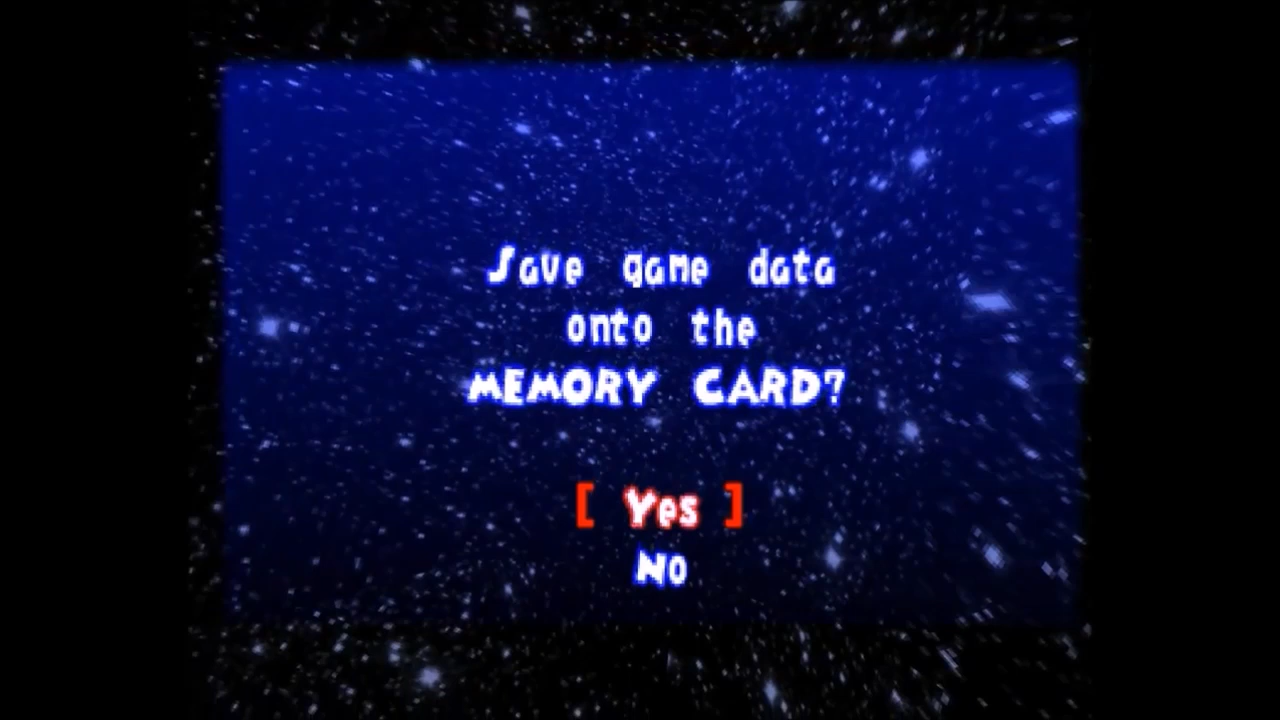 Save game data
onto the
MEMORY CARD?
[ Yes ]
No